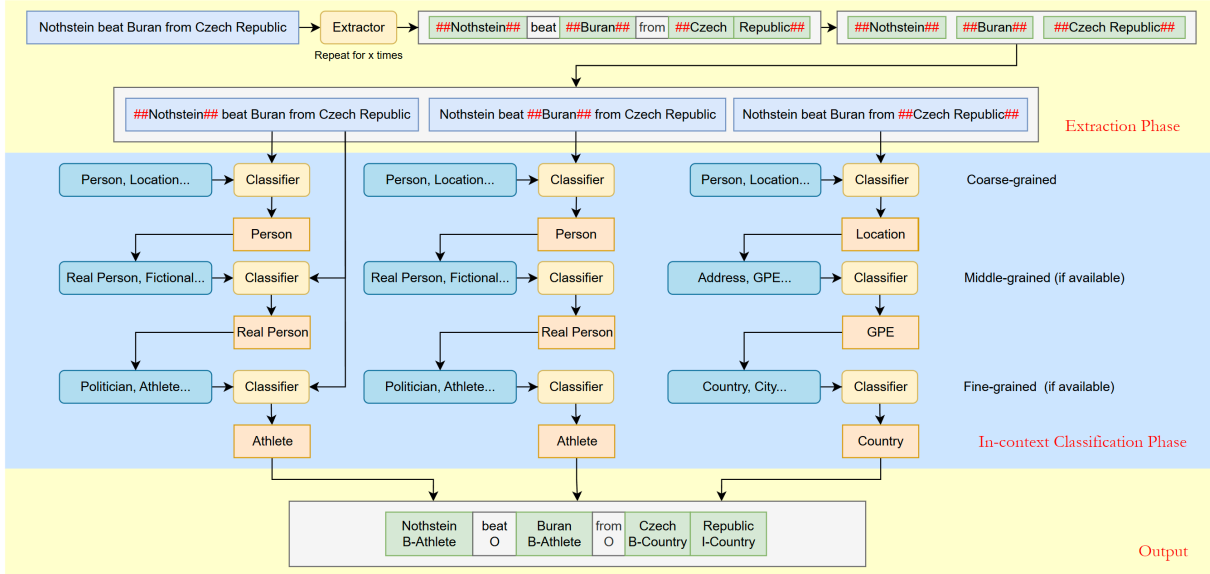 Nothstein beat Buran from Czech Republic
Extractor
Repeat for x times
##Nothstein## beat ##Buran## from ##Czech Republic##
##Nothstein## ##Buran## ##Czech Republic##
##Nothstein## beat Buran from Czech Republic
Nothstein beat ##Buran## from Czech Republic
Nothstein beat Buran from ##Czech Republic##
Extraction Phase
Person, Location... Classifier Person, Location... Classifier Person, Location... Classifier Coarse-grained
Person Person Location
Real Person, Fictional... Classifier Real Person, Fictional... Classifier Address, GPE... Classifier Middle-grained (if available)
Real Person Real Person GPE
Politician, Athlete... Classifier Politician, Athlete... Classifier Country, City... Classifier Fine-grained (if available)
Athlete Athlete Country
In-context Classification Phase
Nothstein beat Buran from Czech Republic
B-Athlete O B-Athlete O B-Country I-Country
Output